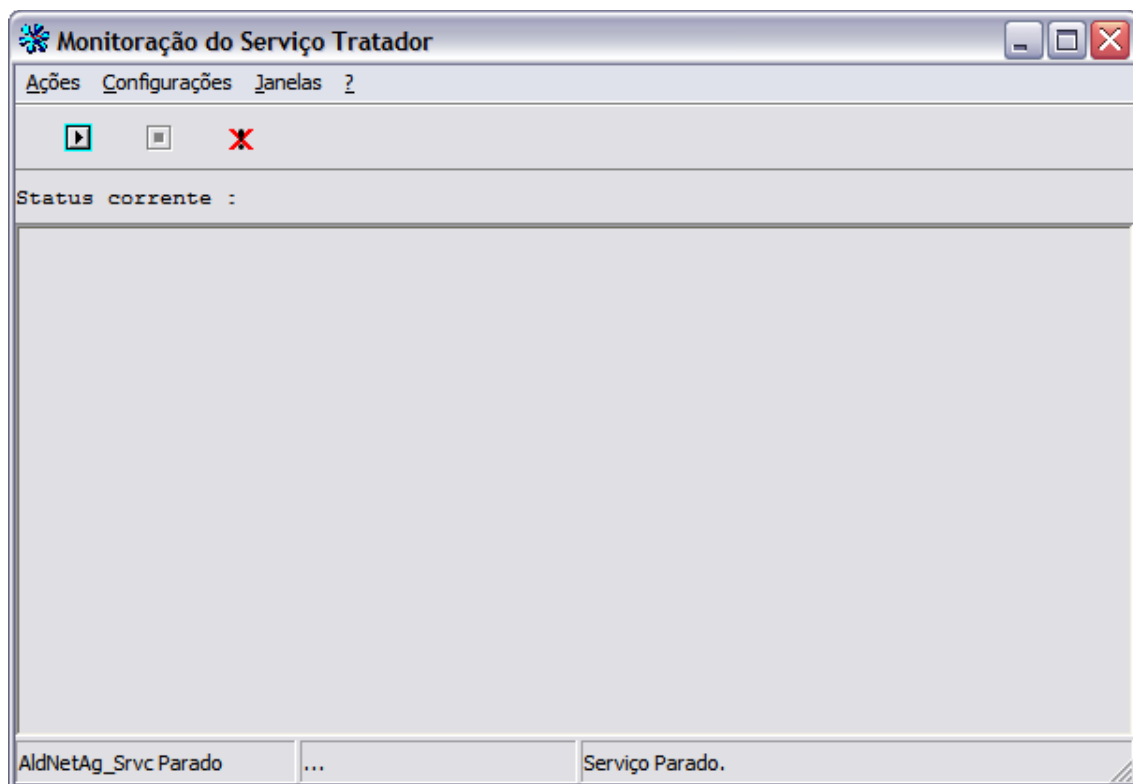 Monitoração do Serviço Tratador
Ações Configurações Janelas ?
Status corrente :
AldNetAg_Srvc Parado ... Serviço Parado.